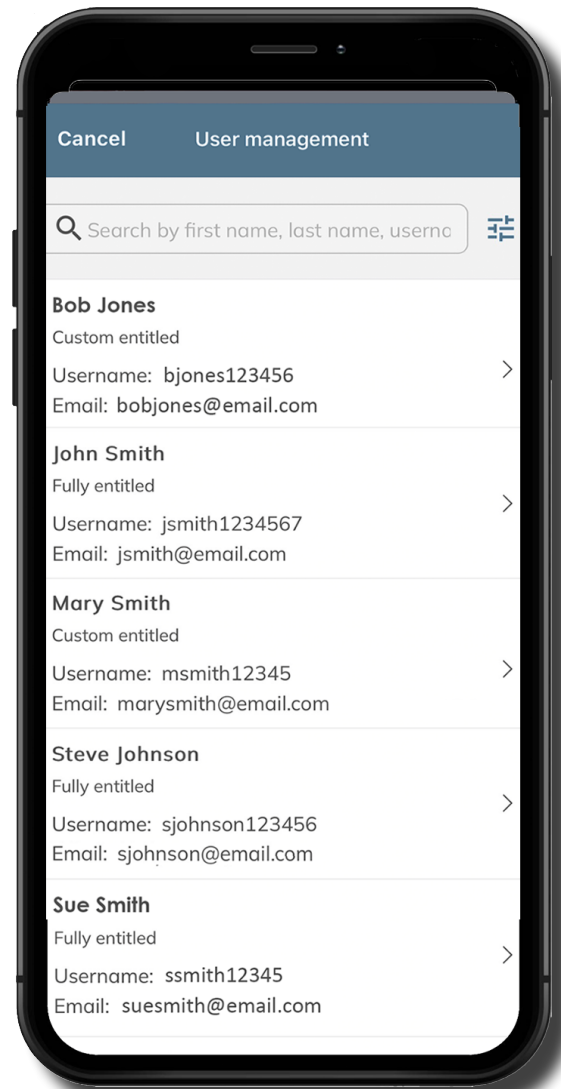 Cancel User management
Search by first name, last name, userna
Bob Jones
Custom entitled
Username: bjones123456
Email: bobjones@email.com
John Smith
Fully entitled
Username: jsmith1234567
Email: jsmith@email.com
Mary Smith
Custom entitled
Username: msmith12345
Email: marysmith@email.com
Steve Johnson
Fully entitled
Username: sjohnson123456
Email: sjohnson@email.com
Sue Smith
Fully entitled
Username: ssmith12345
Email: suesmith@email.com